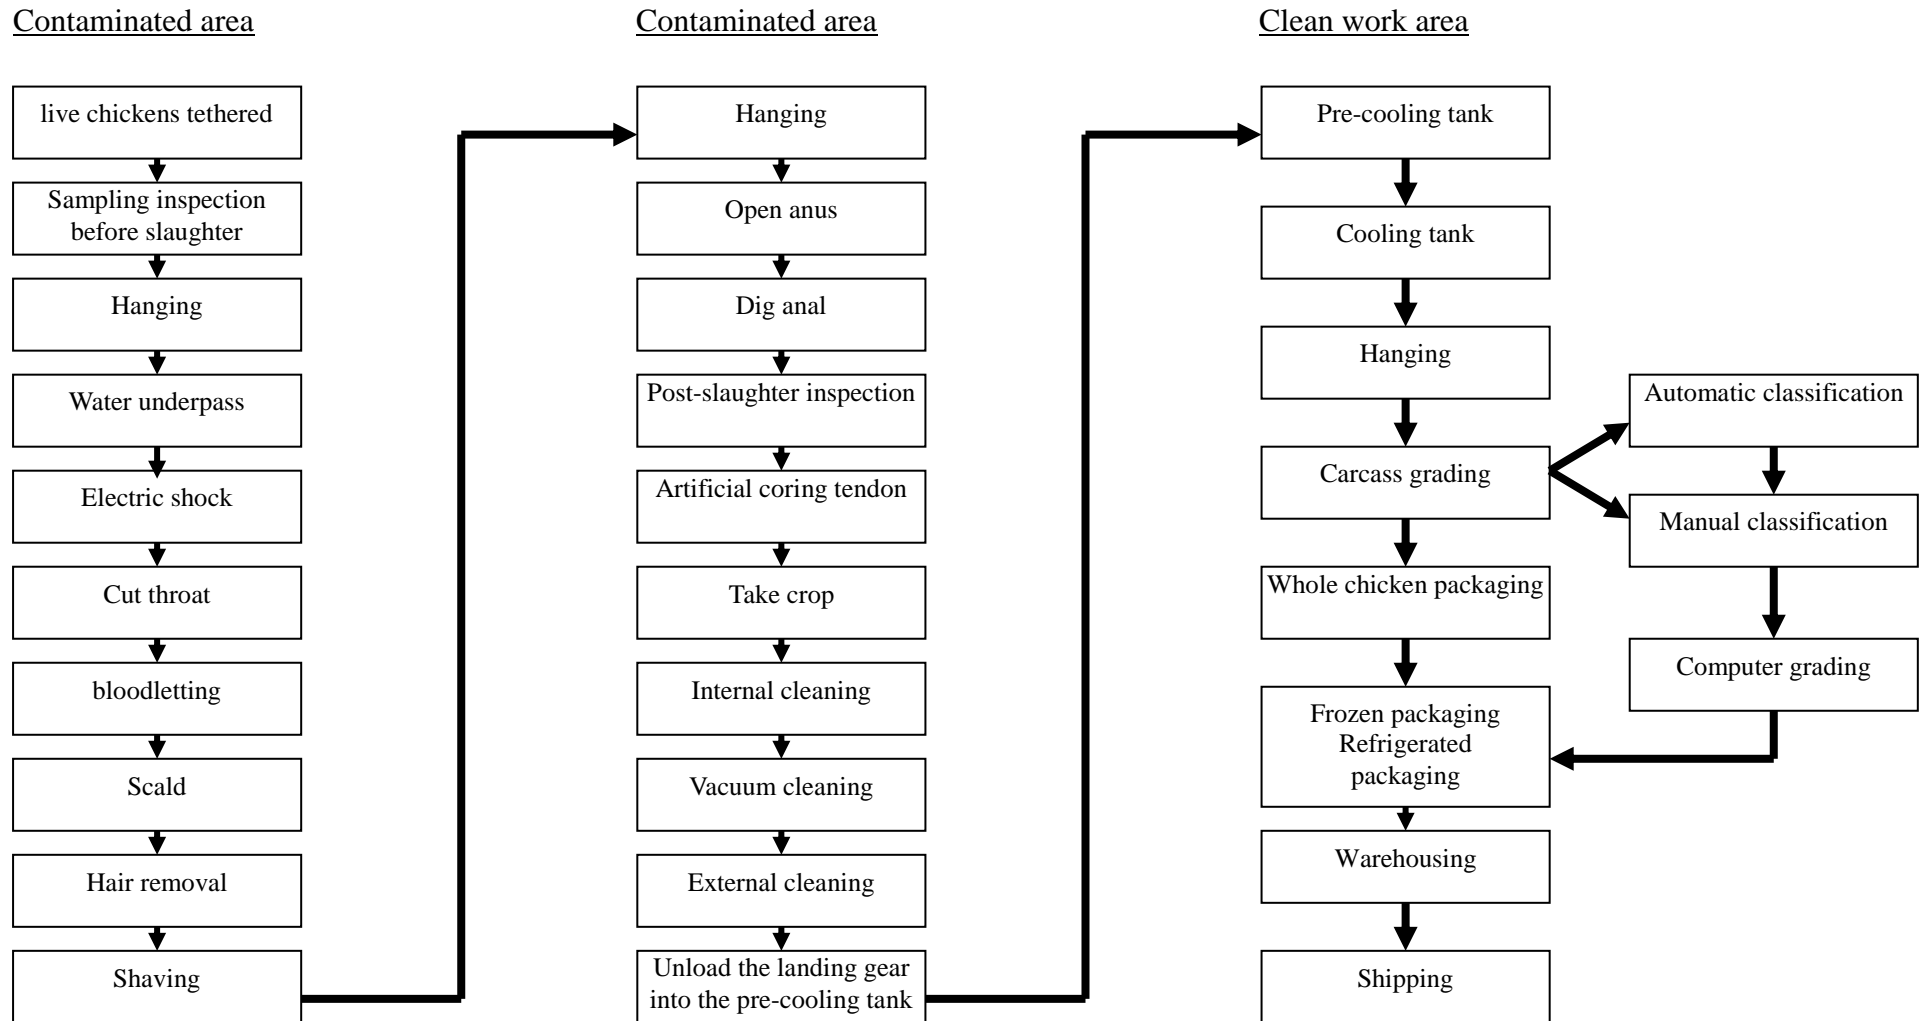 Contaminated area
live chickens tethered
Sampling inspection
before slaughter
Hanging
Water underpass
Electric shock
Cut throat
bloodletting
Scald
Hair removal
Shaving
Contaminated area
Hanging
Open anus
Dig anal
Post-slaughter inspection
Artificial coring tendon
Take crop
Internal cleaning
Vacuum cleaning
External cleaning
Unload the landing gear
into the pre-cooling tank
Clean work area
Pre-cooling tank
Cooling tank
Hanging
Carcass grading
Whole chicken packaging
Frozen packaging
Refrigerated
packaging
Warehousing
Shipping
Automatic classification
Manual classification
Computer grading